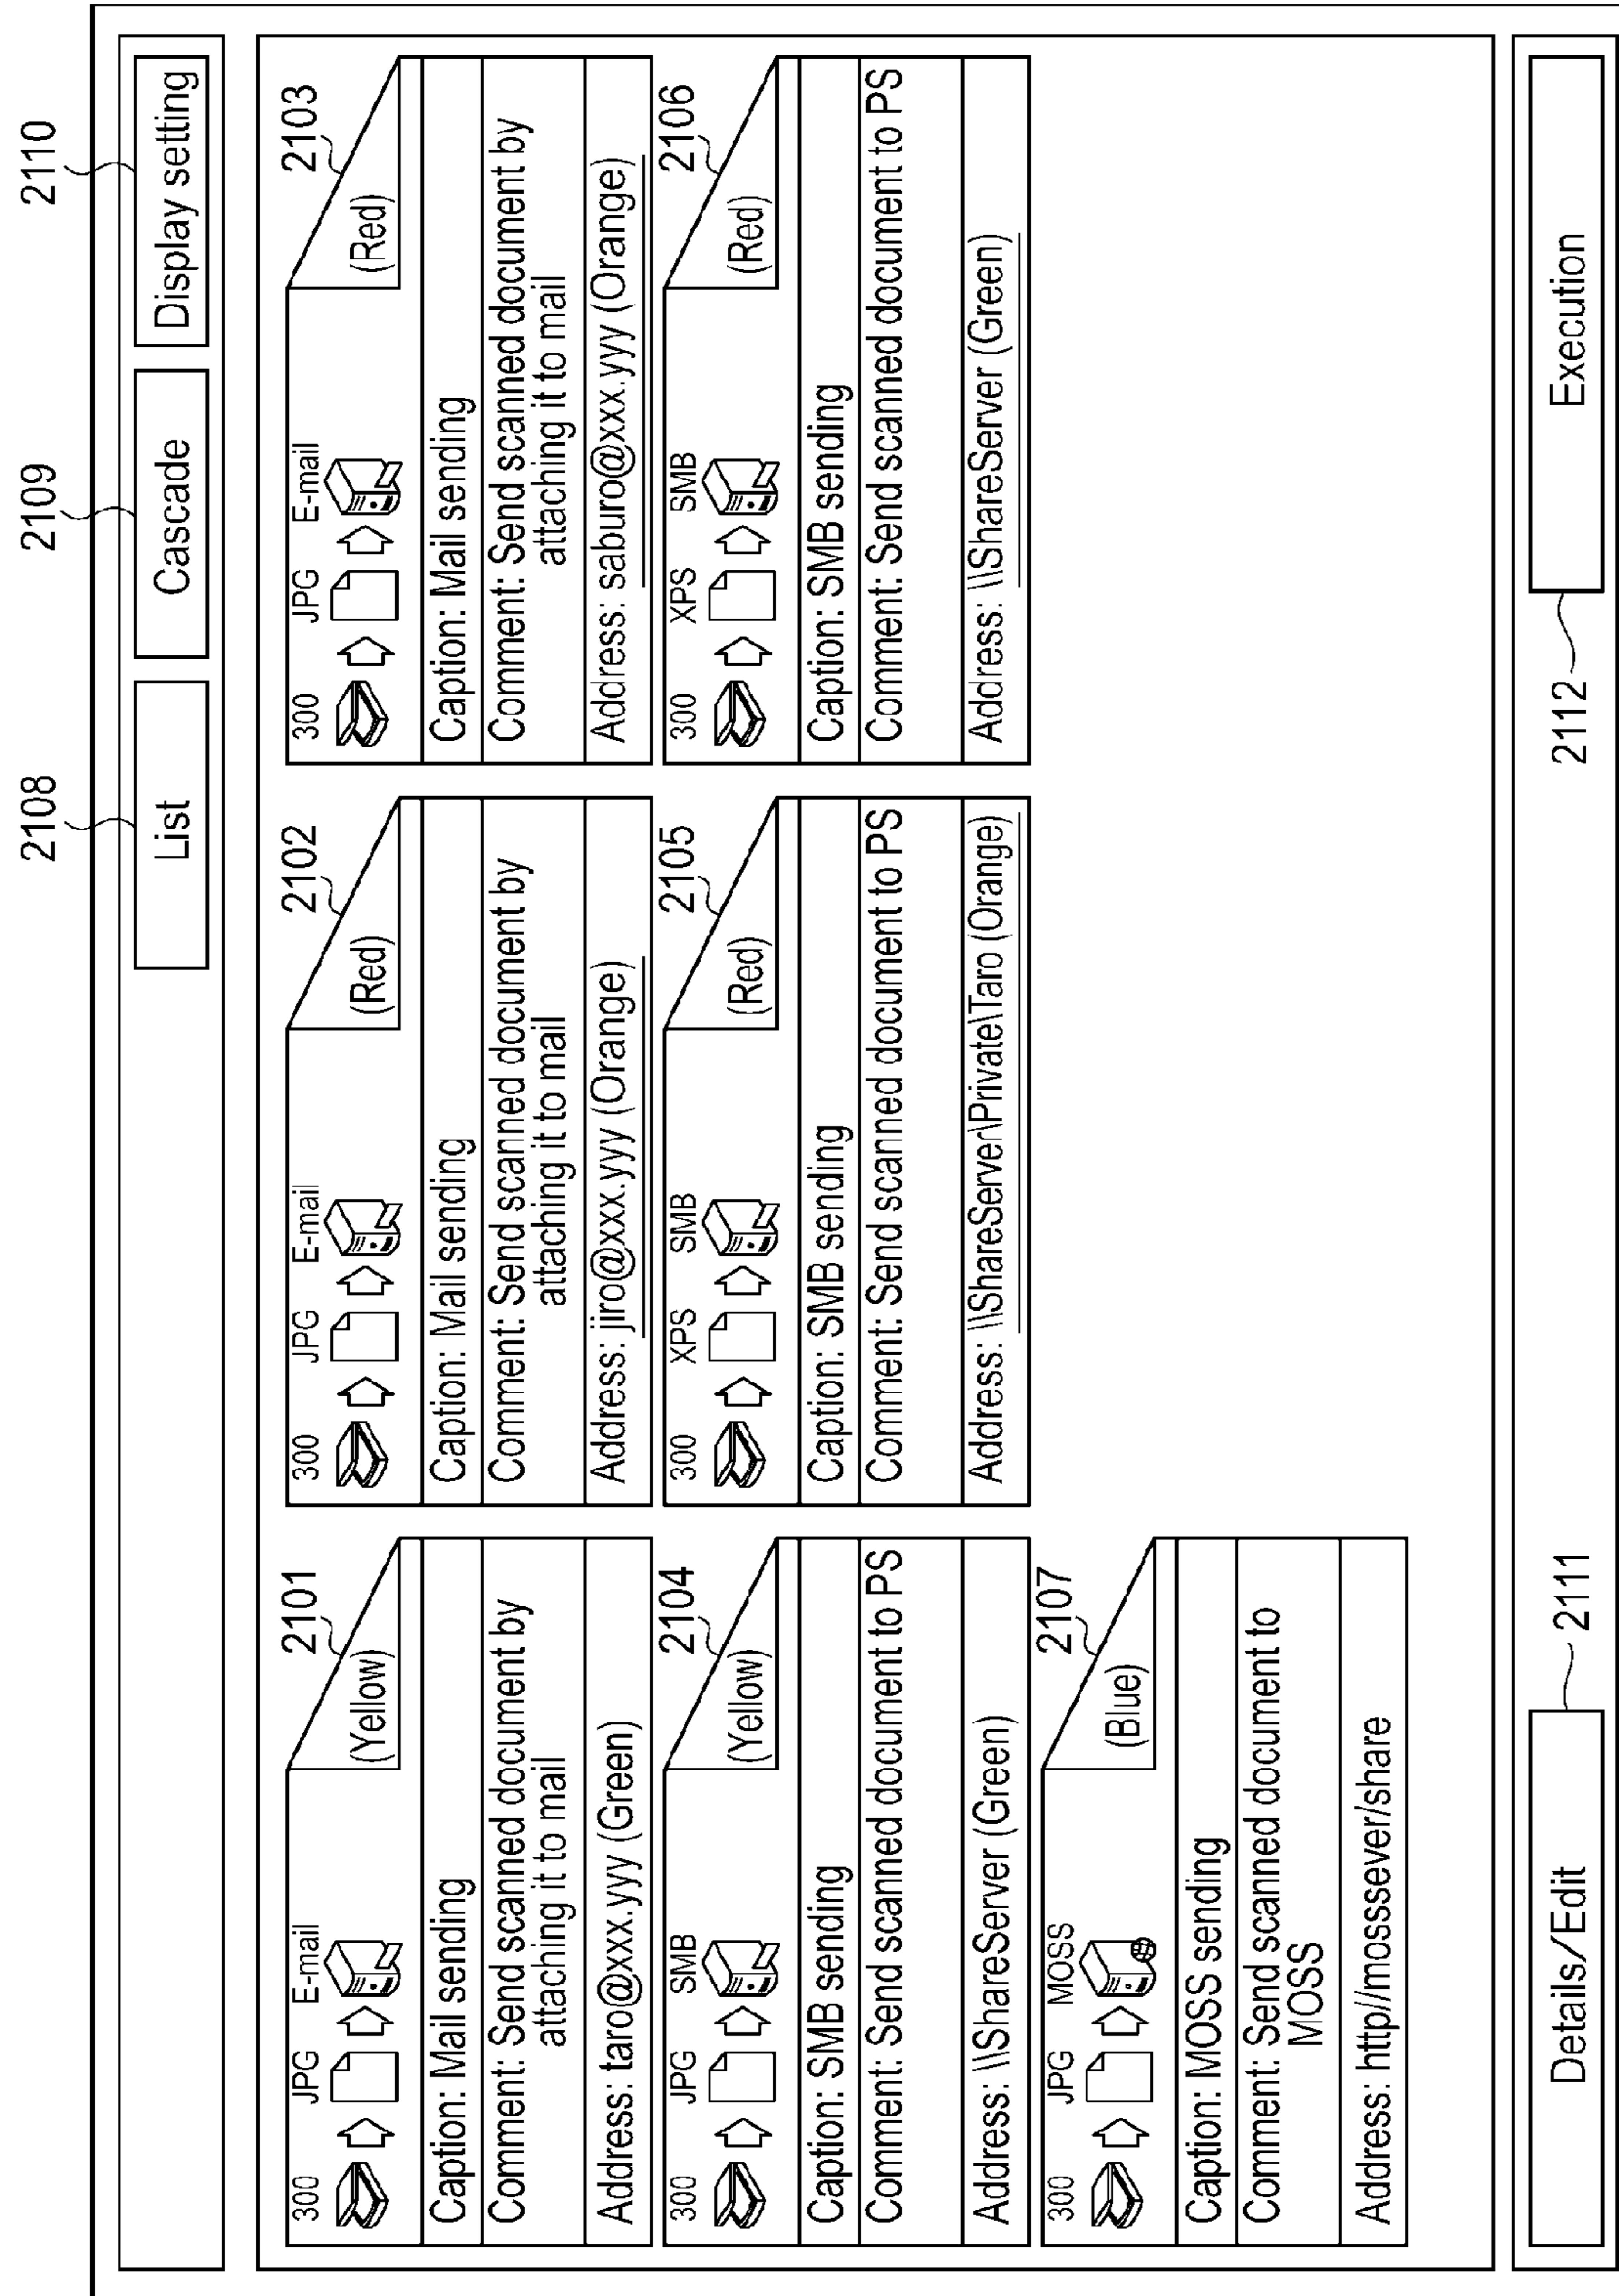 2108
2109
2110
List
Cascade
Display setting
2101
300
JPG
E-mail
(Yellow)
Caption: Mail sending
Comment: Send scanned document by
attaching it to mail
Address: taro@xxx.yyy (Green)
2102
300
JPG
E-mail
(Red)
Caption: Mail sending
Comment: Send scanned document by
attaching it to mail
Address: jiro@xxx.yyy (Orange)
2103
300
JPG
E-mail
(Red)
Caption: Mail sending
Comment: Send scanned document by
attaching it to mail
Address: saburo@xxx.yyy (Orange)
2104
300
JPG
SMB
(Yellow)
Caption: SMB sending
Comment: Send scanned document to PS
Address: \\ShareServer (Green)
2105
300
XPS
SMB
(Red)
Caption: SMB sending
Comment: Send scanned document to PS
Address: \\ShareServer\Private\Taro (Orange)
2106
300
XPS
SMB
(Red)
Caption: SMB sending
Comment: Send scanned document to PS
Address: \\ShareServer (Green)
2107
300
JPG
MOSS
(Blue)
Caption: MOSS sending
Comment: Send scanned document to
MOSS
Address: http//mosssever/share
Details/Edit
2111
2112
Execution